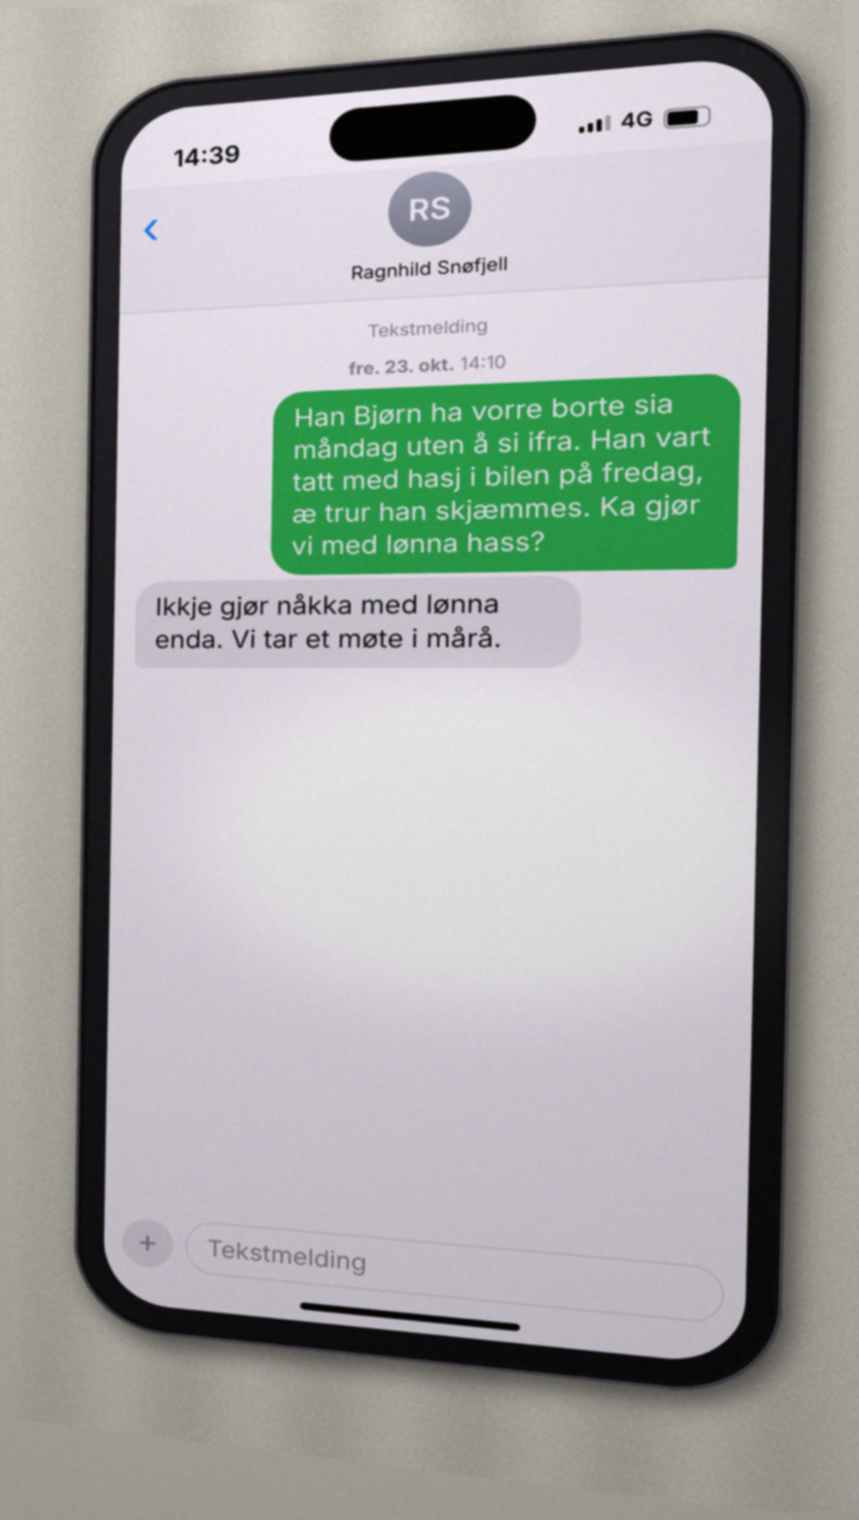 14:39
4G
RS
Ragnhild Snøfjell
Tekstmelding
fre. 23. okt. 14:10
Han Bjørn ha vorre borte sia
måndag uten å si ifra. Han vart
tatt med hasj i bilen på fredag,
æ trur han skjæmmes. Ka gjør
vi med lønna hass?
Ikkje gjør nåkka med lønna
enda. Vi tar et møte i mårå.
+
Tekstmelding